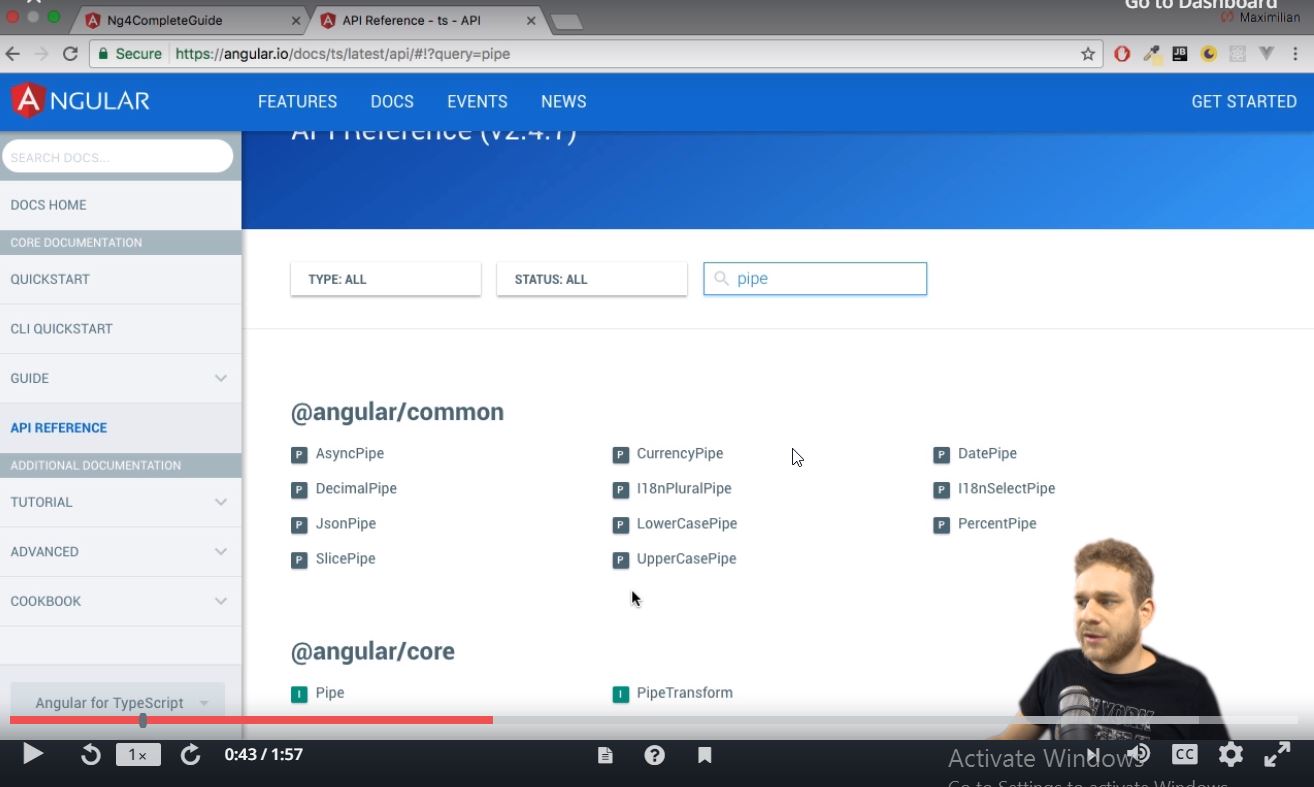 Go to Dashboard
Ng4CompleteGuide
API Reference - ts - API
Maximilian
Secure https://angular.io/docs/ts/latest/api/#!?query=pipe
JB
ANGULAR
FEATURES DOCS EVENTS NEWS GET STARTED
API Reference (v2.4.7)
SEARCH DOCS...
DOCS HOME
CORE DOCUMENTATION
QUICKSTART
TYPE: ALL STATUS: ALL pipe
CLI QUICKSTART
GUIDE
API REFERENCE
ADDITIONAL DOCUMENTATION
TUTORIAL
ADVANCED
COOKBOOK
Angular for TypeScript
@angular/common
P AsyncPipe P CurrencyPipe P DatePipe
P DecimalPipe P I18nPluralPipe P I18nSelectPipe
P JsonPipe P LowerCasePipe P PercentPipe
P SlicePipe P UpperCasePipe
@angular/core
I Pipe I PipeTransform
1x 0:43 / 1:57 ? CC
Activate Windows
Go to Settings to activate Windows.